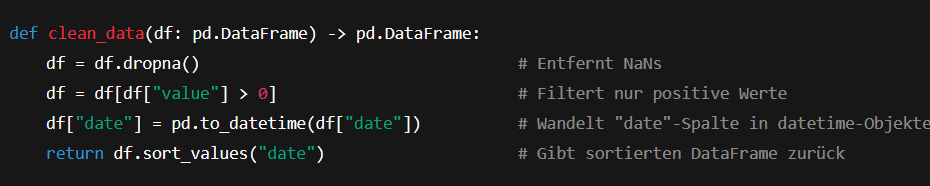 def clean_data(df: pd.DataFrame) -> pd.DataFrame:
    df = df.dropna()                                # Entfernt NaNs
    df = df[df["value"] > 0]                        # Filtert nur positive Werte
    df["date"] = pd.to_datetime(df["date"])         # Wandelt "date"-Spalte in datetime-Objekte
    return df.sort_values("date")                   # Gibt sortierten DataFrame zurück